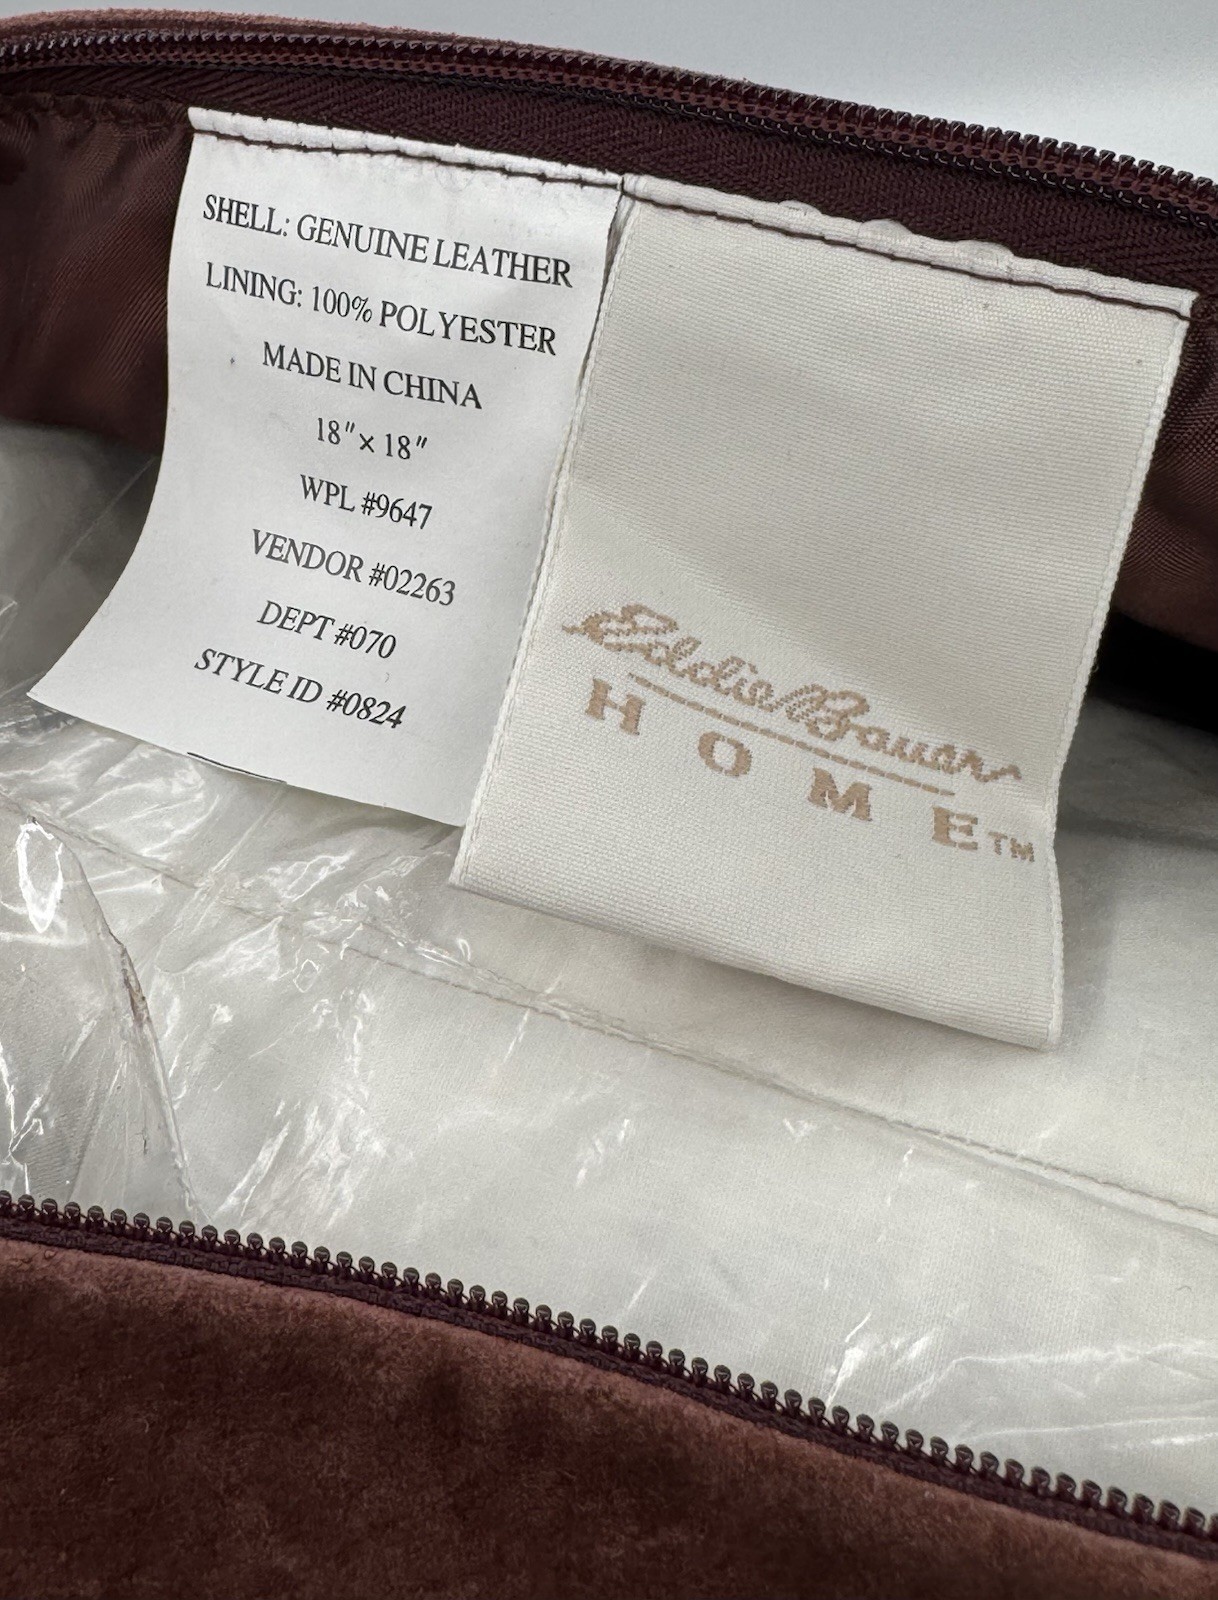 SHELL: GENUINE LEATHER
LINING: 100% POLYESTER
MADE IN CHINA
18" × 18"
WPL #9647
VENDOR #02263
DEPT #070
STYLE ID #0824
Eddie Bauer
HOME™